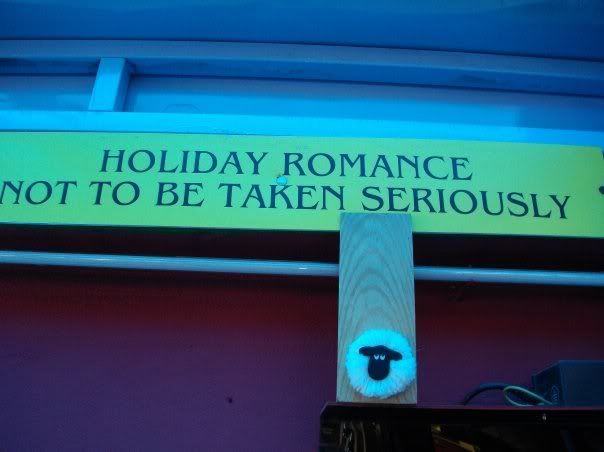 HOLIDAY ROMANCE
NOT TO BE TAKEN SERIOUSLY